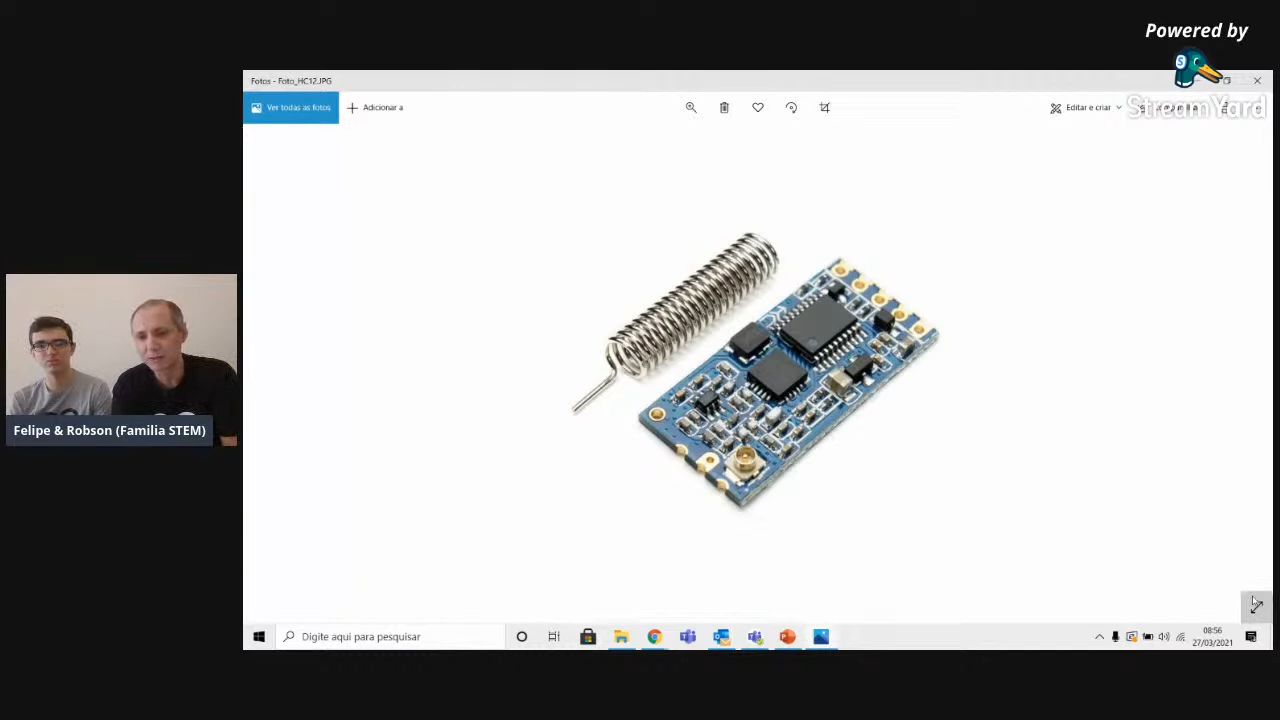 Powered by
StreamYard
Fotos - Foto_HC12.JPG
Ver todas as fotos
Adicionar a
Editar e criar
Felipe & Robson (Familia STEM)
Digite aqui para pesquisar
08:56
27/03/2021